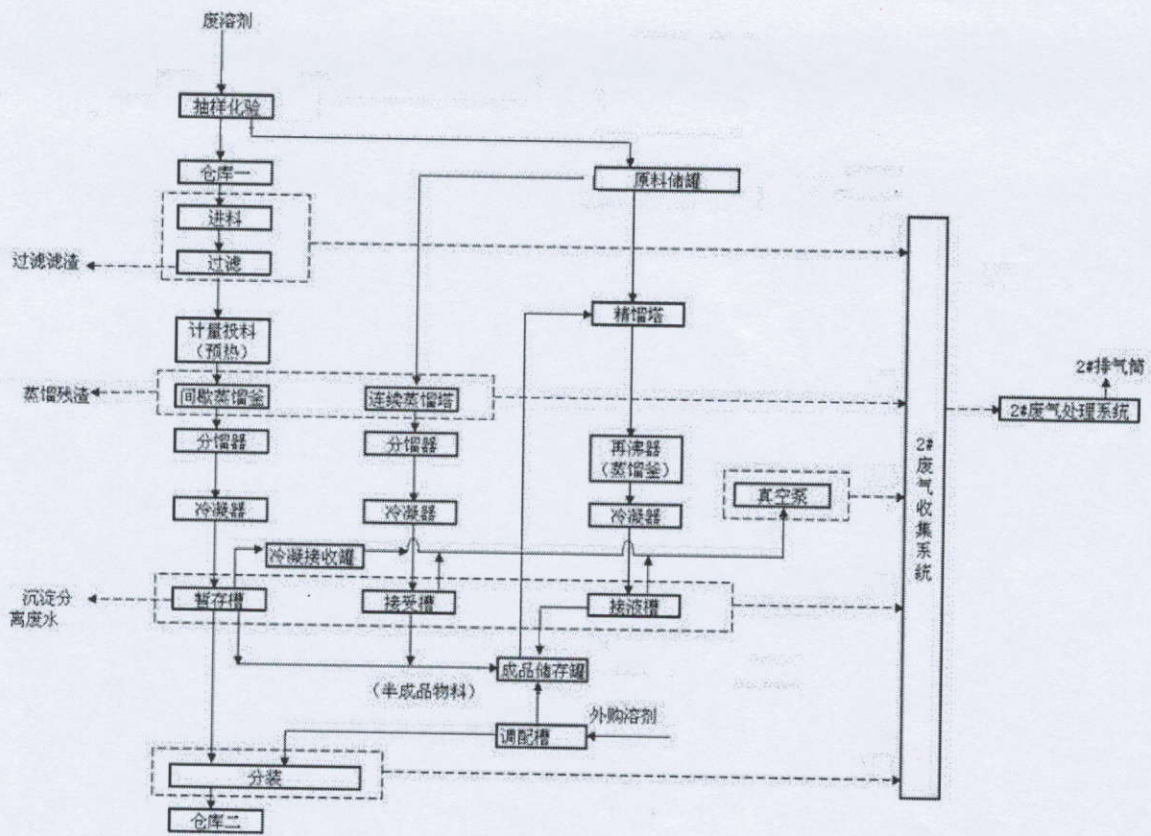 废溶剂
抽样化验
仓库一
原料储罐
进料
过滤滤渣
过滤
精馏塔
计量投料
（预热）
2#排气筒
蒸馏残渣
间歇蒸馏釜
连续蒸馏塔
2#废气处理系统
分馏器
分馏器
再沸器
（蒸馏釜）
2#废气收集系统
真空泵
冷凝器
冷凝器
冷凝器
冷凝接收罐
沉淀分
离废水
暂存槽
接受槽
接液槽
成品储存罐
（半成品物料）
外购溶剂
调配槽
分装
仓库二